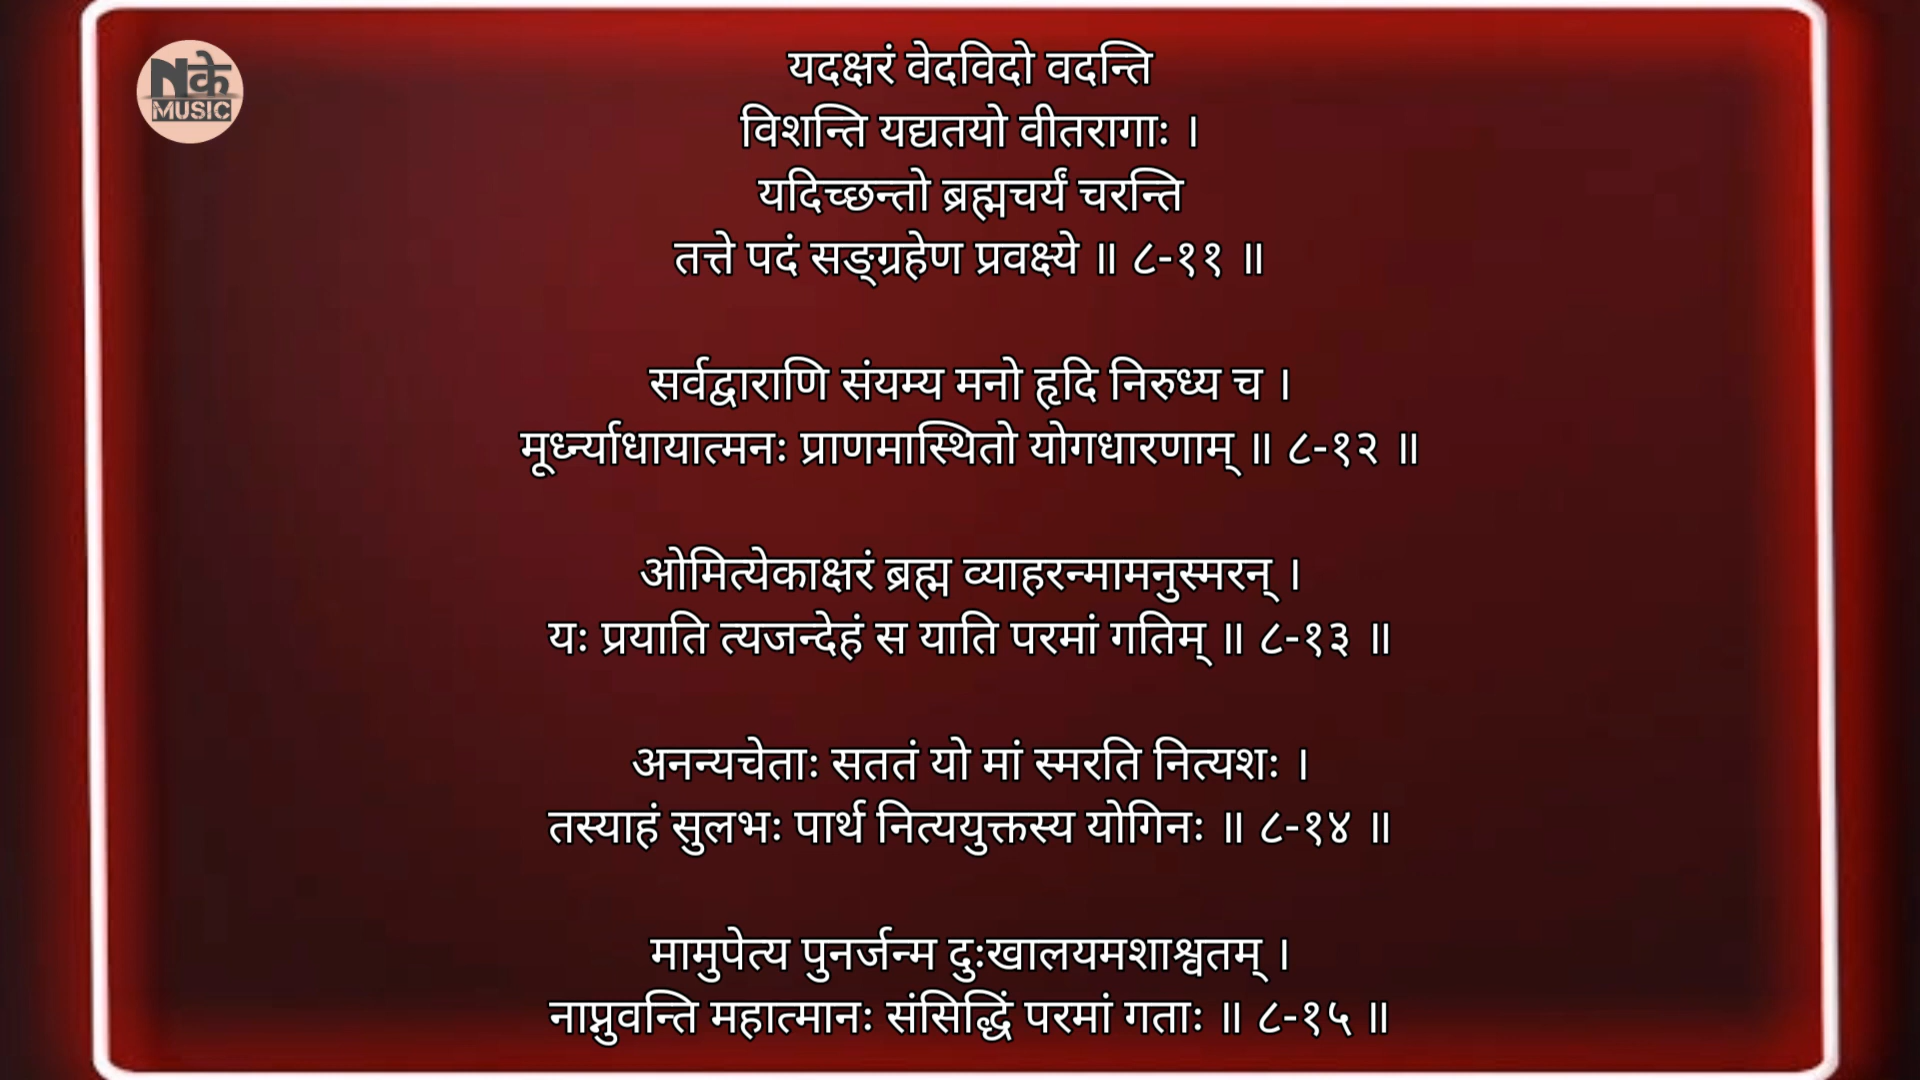 Nके
MUSIC
यदक्षरं वेदविदो वदन्ति
विशन्ति यद्यतयो वीतरागाः ।
यदिच्छन्तो ब्रह्मचर्यं चरन्ति
तत्ते पदं सङ्ग्रहेण प्रवक्ष्ये ॥ ८-११ ॥
सर्वद्वाराणि संयम्य मनो हृदि निरुध्य च ।
मूर्ध्न्याधायात्मनः प्राणमास्थितो योगधारणाम् ॥ ८-१२ ॥
ओमित्येकाक्षरं ब्रह्म व्याहरन्मामनुस्मरन् ।
यः प्रयाति त्यजन्देहं स याति परमां गतिम् ॥ ८-१३ ॥
अनन्यचेताः सततं यो मां स्मरति नित्यशः ।
तस्याहं सुलभः पार्थ नित्ययुक्तस्य योगिनः ॥ ८-१४ ॥
मामुपेत्य पुनर्जन्म दुःखालयमशाश्वतम् ।
नाप्नुवन्ति महात्मानः संसिद्धिं परमां गताः ॥ ८-१५ ॥